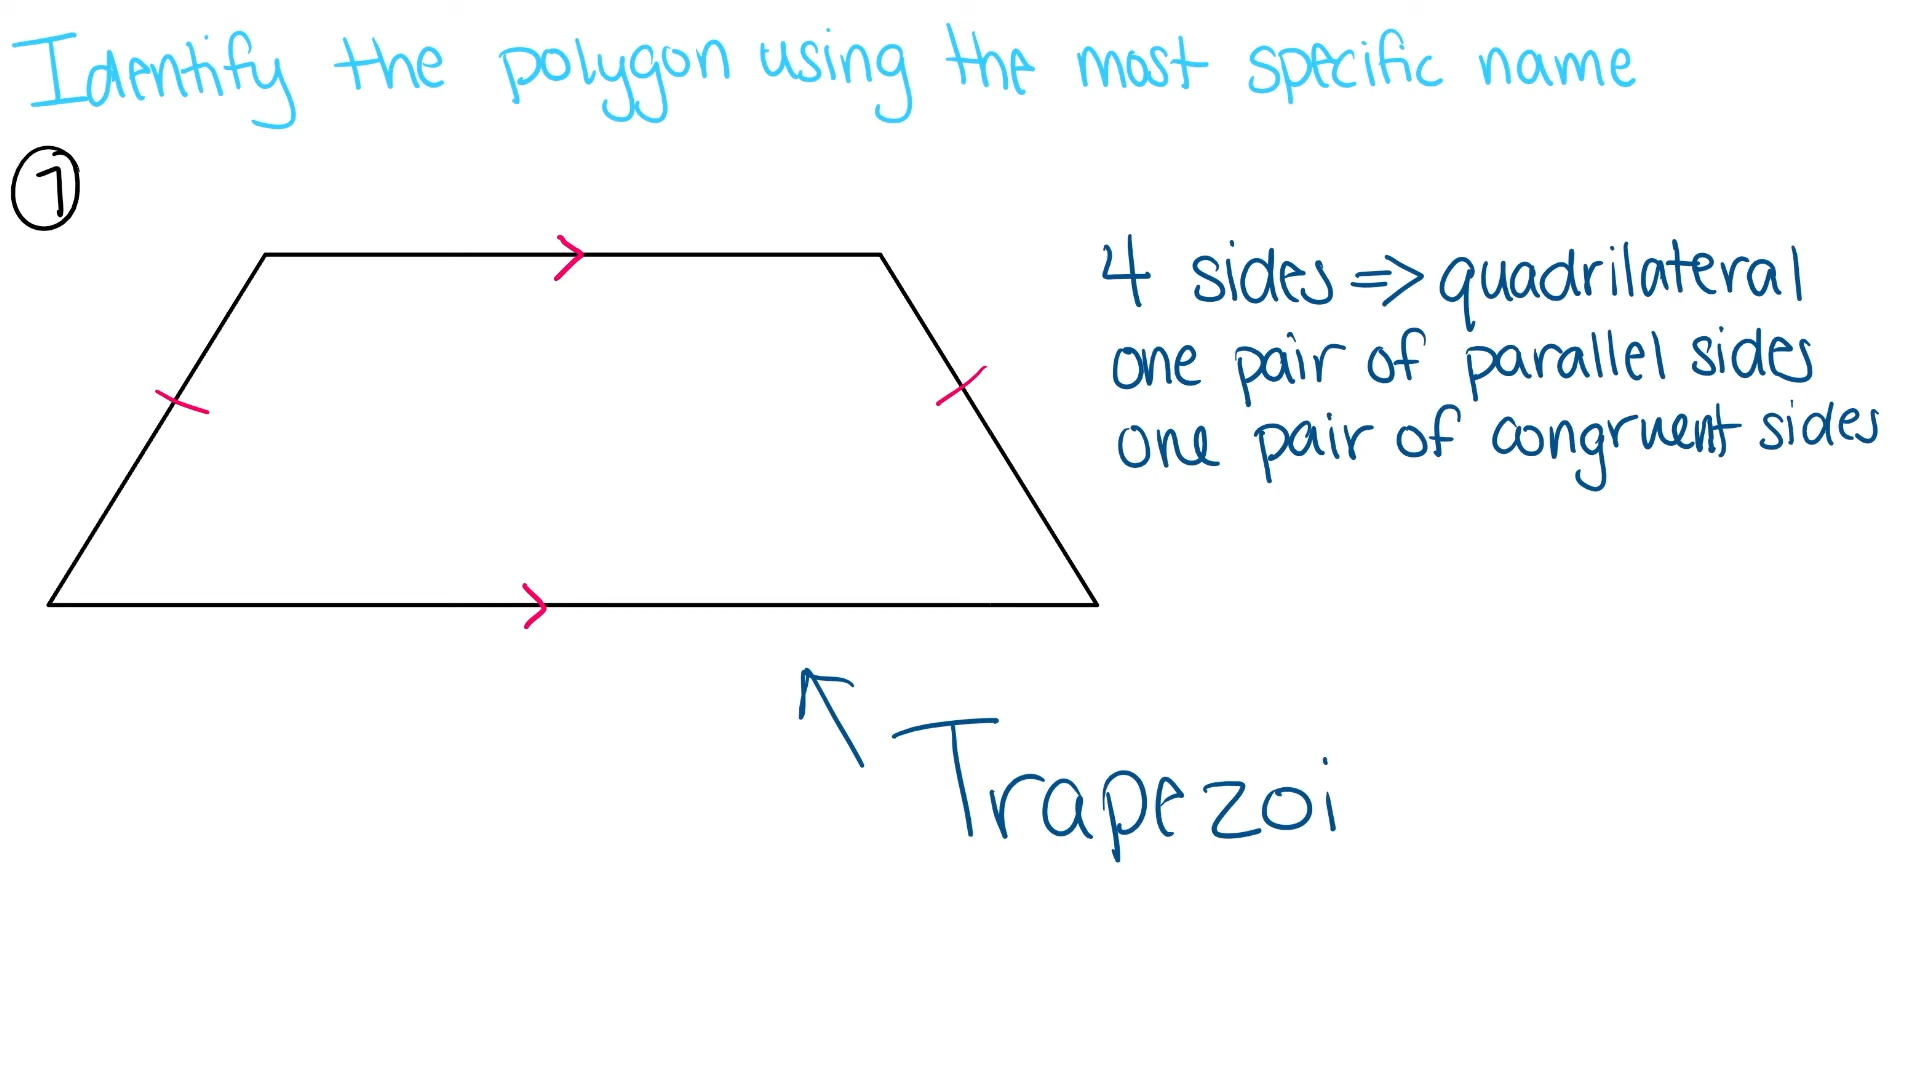 Identify the polygon using the most specific name
7
4 sides => quadrilateral
one pair of parallel sides
one pair of congruent sides
Trapezoi